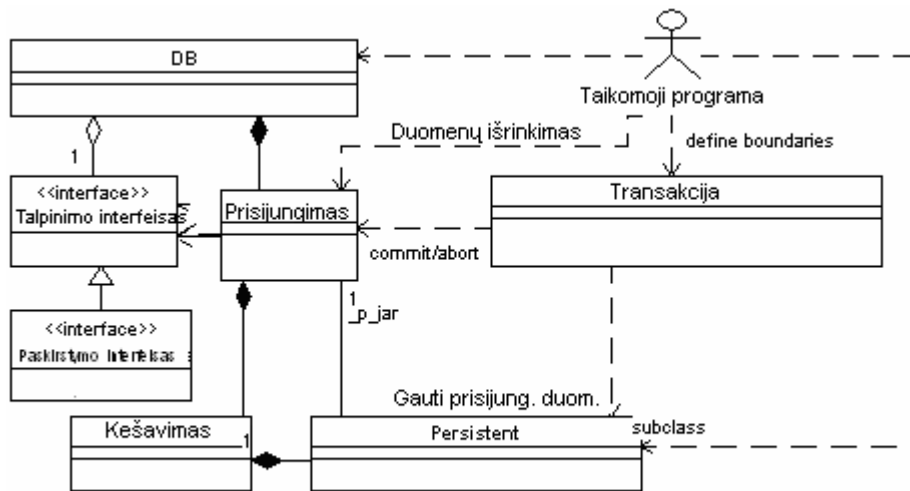 DB
Taikomoji programa
Duomenų išrinkimas
define boundaries
1
<<interface>>
Talpinimo interfeisas
Prisijungimas
Transakcija
commit/abort
1
_p_jar
<<interface>>
Paskirstymo interfeisas
Gauti prisijung. duom.
Kešavimas
1
Persistent
subclass